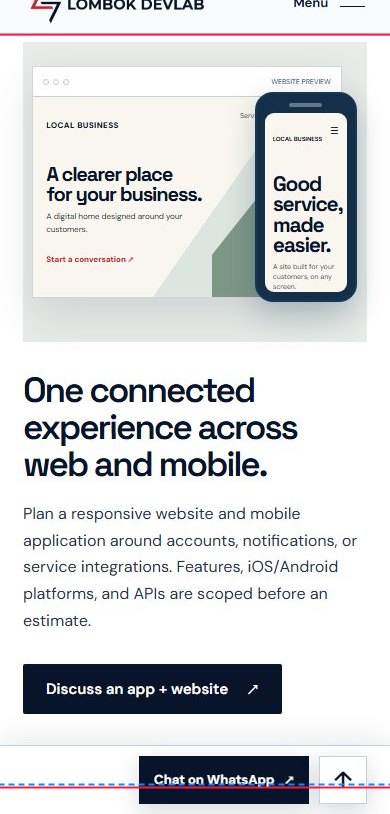 LOMBOK DEVLAB
Menu
WEBSITE PREVIEW
LOCAL BUSINESS
A clearer place
for your business.
A digital home designed around your
customers.
Start a conversation ↗
LOCAL BUSINESS
Good
service,
made
easier.
A site built for your
customers, on any
screen.
One connected
experience across
web and mobile.
Plan a responsive website and mobile
application around accounts, notifications, or
service integrations. Features, iOS/Android
platforms, and APIs are scoped before an
estimate.
Discuss an app + website ↗
Chat on WhatsApp ↗